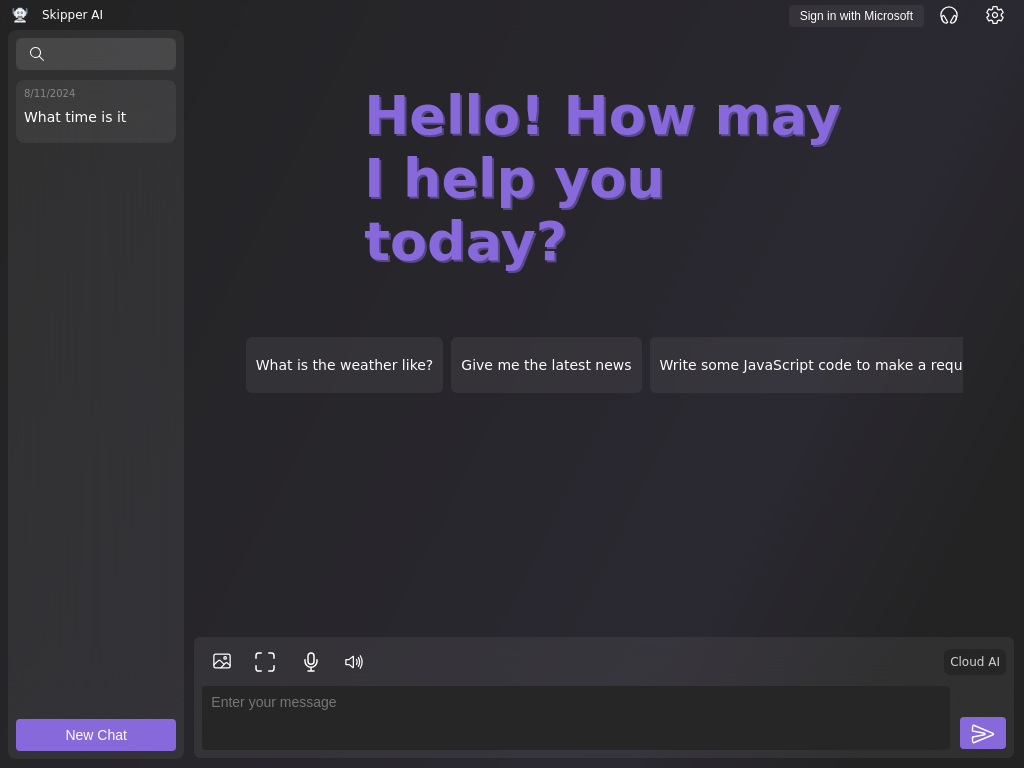 Skipper AI
Sign in with Microsoft
8/11/2024
What time is it
Hello! How may
I help you
today?
What is the weather like?
Give me the latest news
Write some JavaScript code to make a requ
Cloud AI
Enter your message
New Chat